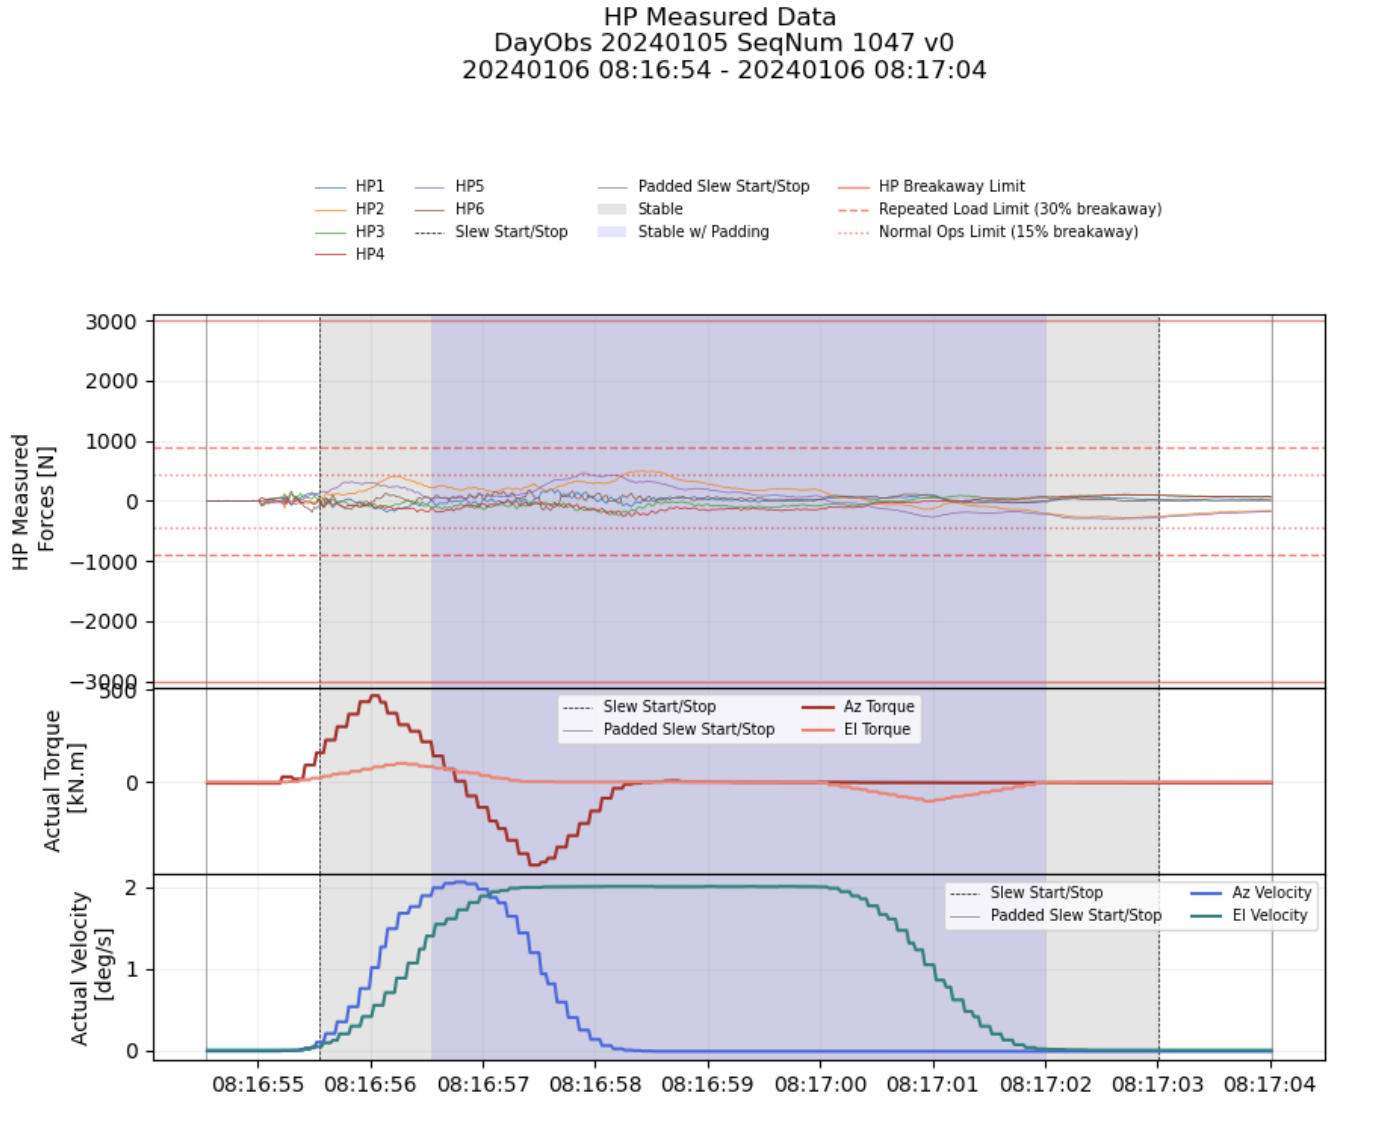 HP Measured Data
DayObs 20240105 SeqNum 1047 v0
20240106 08:16:54 - 20240106 08:17:04
HP1 HP5 Padded Slew Start/Stop HP Breakaway Limit
HP2 HP6 Stable Repeated Load Limit (30% breakaway)
HP3 Slew Start/Stop Stable w/ Padding Normal Ops Limit (15% breakaway)
HP4
HP Measured
Forces [N]
3000
2000
1000
0
−1000
−2000
−3000
Actual Torque
[kN.m]
500
0
Slew Start/Stop Az Torque
Padded Slew Start/Stop El Torque
Actual Velocity
[deg/s]
2
1
0
Slew Start/Stop Az Velocity
Padded Slew Start/Stop El Velocity
08:16:55 08:16:56 08:16:57 08:16:58 08:16:59 08:17:00 08:17:01 08:17:02 08:17:03 08:17:04